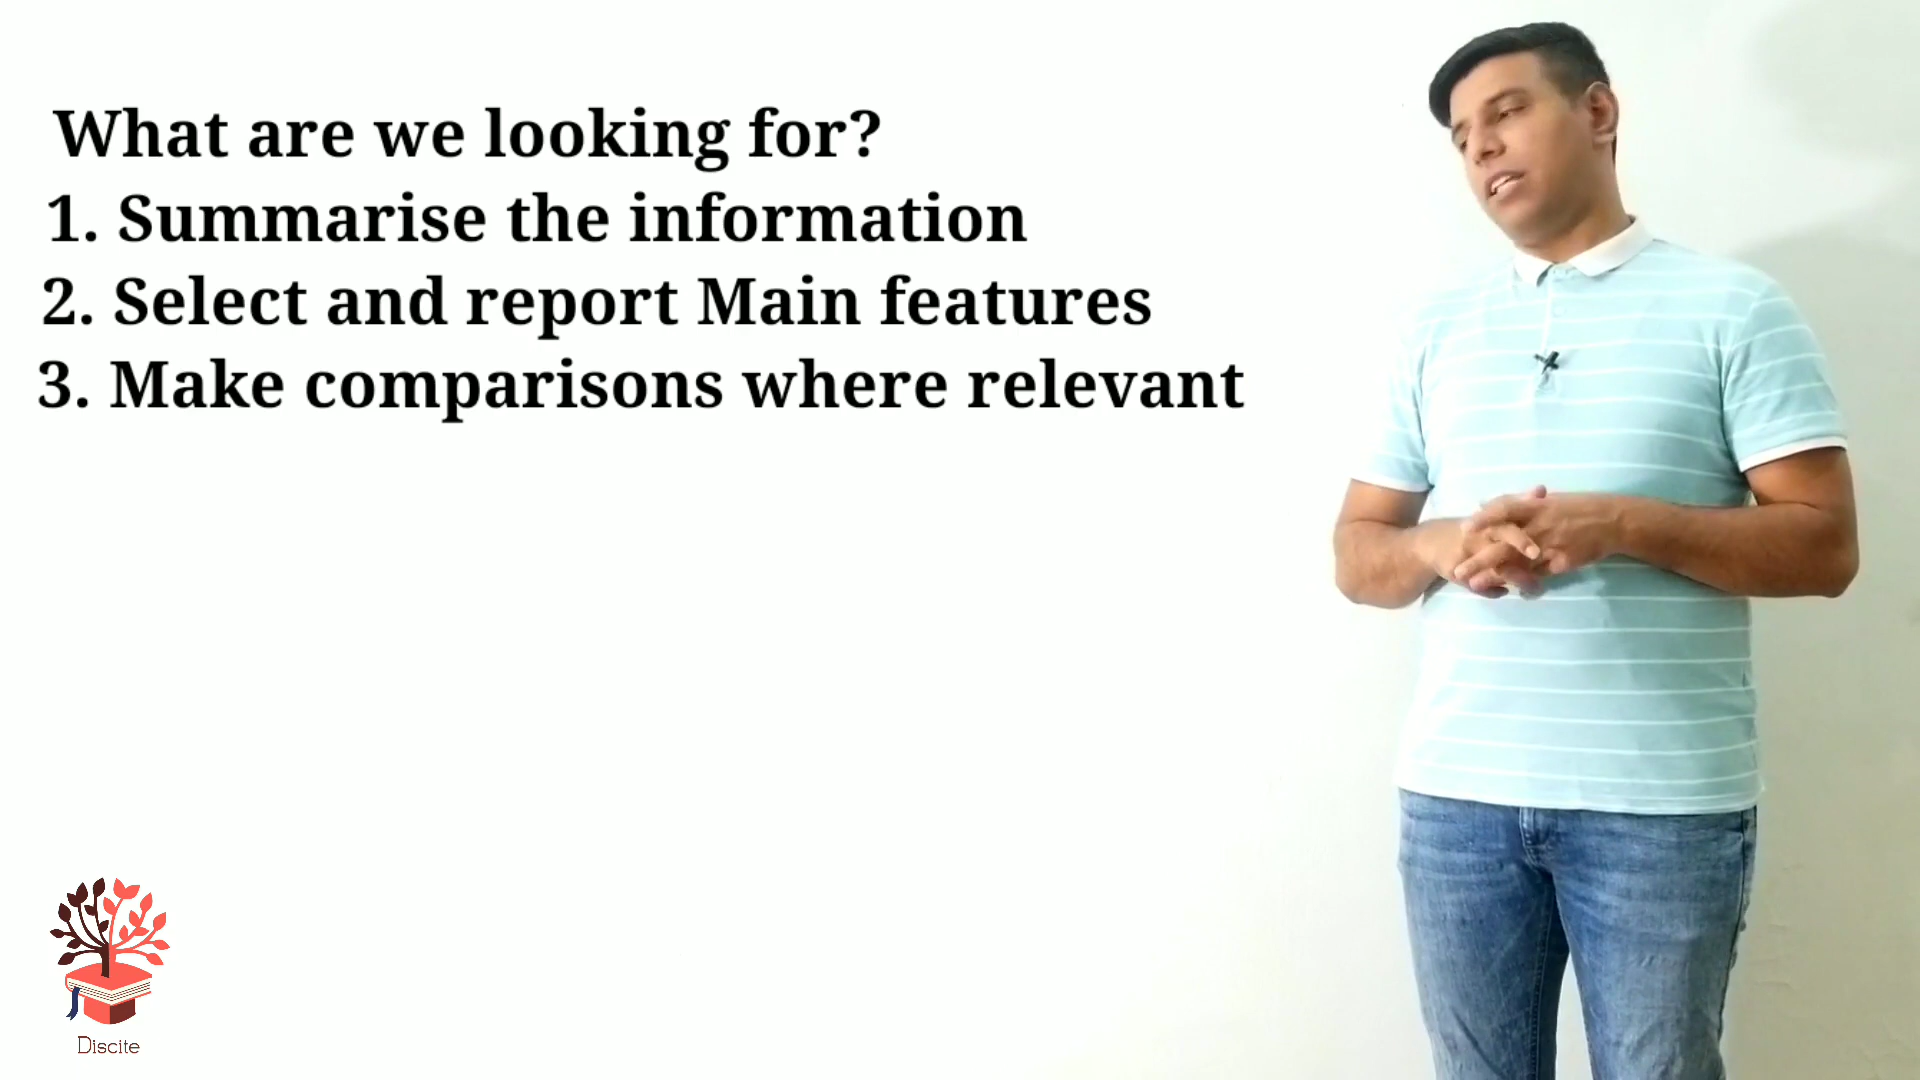 What are we looking for?
1. Summarise the information
2. Select and report Main features
3. Make comparisons where relevant
Discite